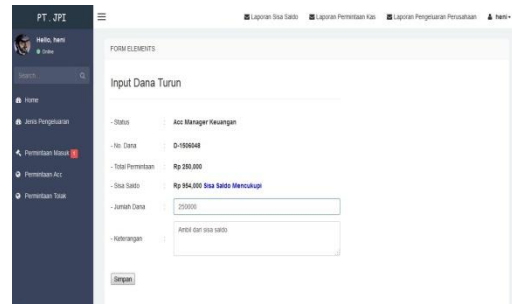 PT. JPI
Laporan Sisa Saldo
Laporan Permintaan Kas
Laporan Pengeluaran Perusahaan
heni
Hello, heni
Online
Search...
Home
Jenis Pengeluaran
Permintaan Masuk
Permintaan Acc
Permintaan Tolak
FORM ELEMENTS
Input Dana Turun
- Status : Acc Manager Keuangan
- No. Dana : D-1506048
- Total Permintaan : Rp 250,000
- Sisa Saldo : Rp 954,000 Sisa Saldo Mencukupi
- Jumlah Dana : 250000
- Keterangan : Ambil dari sisa saldo
Simpan